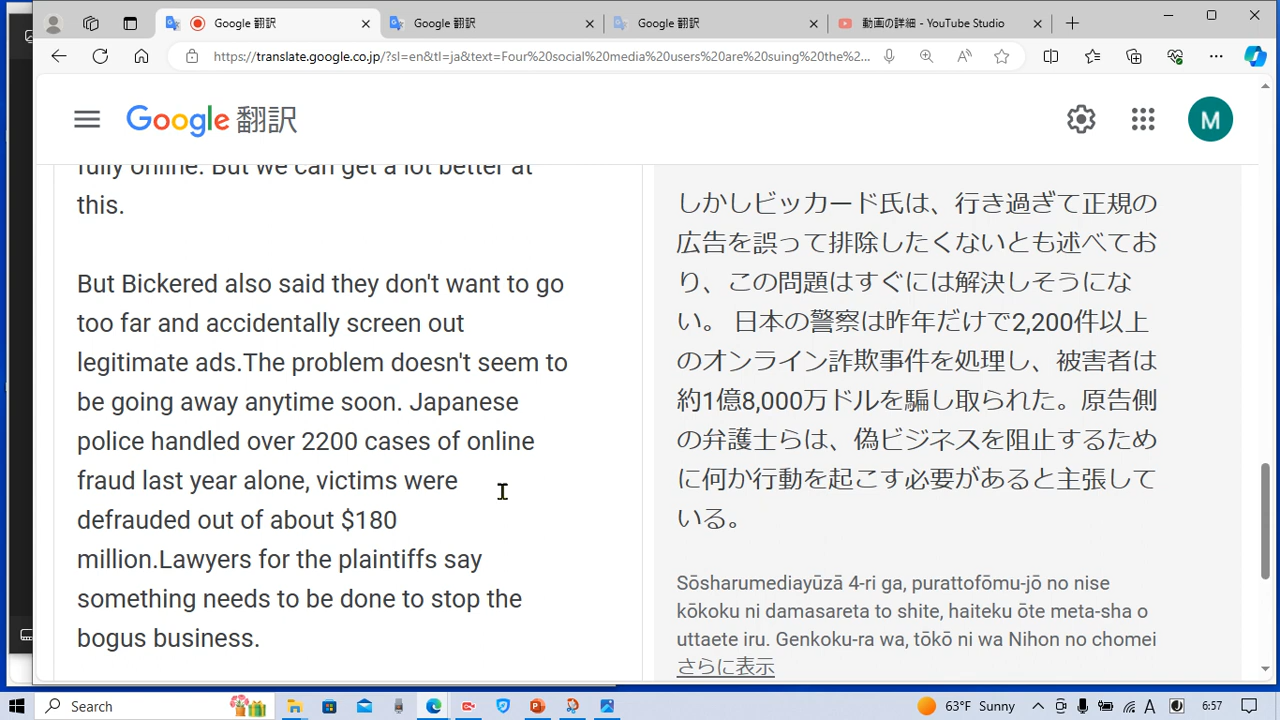 Google 翻訳
Google 翻訳
Google 翻訳
動画の詳細 - YouTube Studio
https://translate.google.co.jp/?sl=en&tl=ja&text=Four%20social%20media%20users%20are%20suing%20the%2...
Google 翻訳
M
fully online. But we can get a lot better at
this.
But Bickered also said they don't want to go
too far and accidentally screen out
legitimate ads.The problem doesn't seem to
be going away anytime soon. Japanese
police handled over 2200 cases of online
fraud last year alone, victims were
defrauded out of about $180
million.Lawyers for the plaintiffs say
something needs to be done to stop the
bogus business.
しかしビッカード氏は、行き過ぎて正規の
広告を誤って排除したくないとも述べてお
り、この問題はすぐには解決しそうにな
い。 日本の警察は昨年だけで2,200件以上
のオンライン詐欺事件を処理し、被害者は
約1億8,000万ドルを騙し取られた。原告側
の弁護士らは、偽ビジネスを阻止するため
に何か行動を起こす必要があると主張して
いる。
Sōsharumediayūzā 4-ri ga, purattofōmu-jō no nise
kōkoku ni damasareta to shite, haiteku ōte meta-sha o
uttaete iru. Genkoku-ra wa, tōkō ni wa Nihon no chomei
さらに表示
Search
63°F Sunny
A
6:57